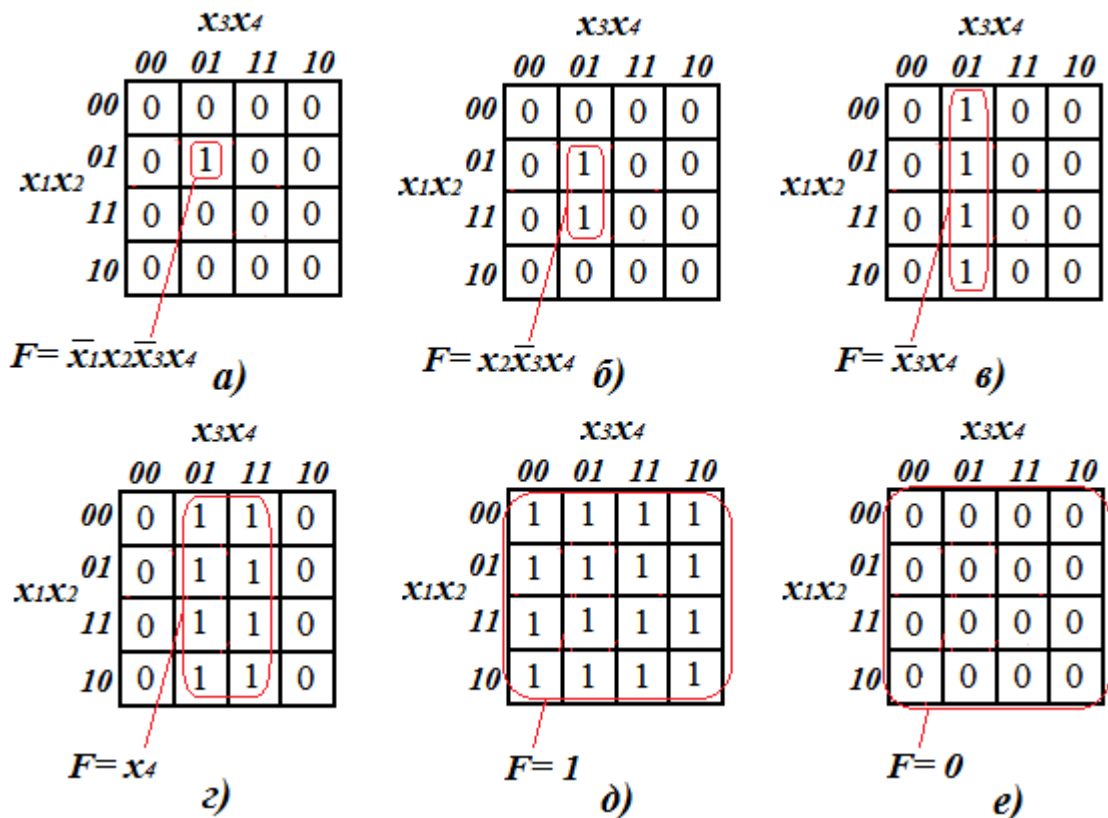 x₃x₄
00 01 11 10
00 0 0 0 0
01 0 1 0 0
x₁x₂
11 0 0 0 0
10 0 0 0 0
F= x̅₁x₂x̅₃x₄
а)
x₃x₄
00 01 11 10
00 0 0 0 0
01 0 1 0 0
x₁x₂
11 0 1 0 0
10 0 0 0 0
F= x₂x̅₃x₄
б)
x₃x₄
00 01 11 10
00 0 1 0 0
01 0 1 0 0
x₁x₂
11 0 1 0 0
10 0 1 0 0
F= x̅₃x₄
в)
x₃x₄
00 01 11 10
00 0 1 1 0
01 0 1 1 0
x₁x₂
11 0 1 1 0
10 0 1 1 0
F= x₄
г)
x₃x₄
00 01 11 10
00 1 1 1 1
01 1 1 1 1
x₁x₂
11 1 1 1 1
10 1 1 1 1
F= 1
д)
x₃x₄
00 01 11 10
00 0 0 0 0
01 0 0 0 0
x₁x₂
11 0 0 0 0
10 0 0 0 0
F= 0
е)